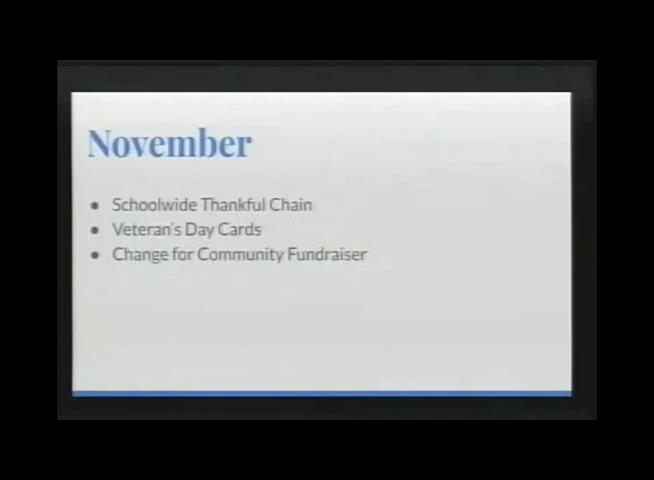 November
• Schoolwide Thankful Chain
• Veteran's Day Cards
• Change for Community Fundraiser